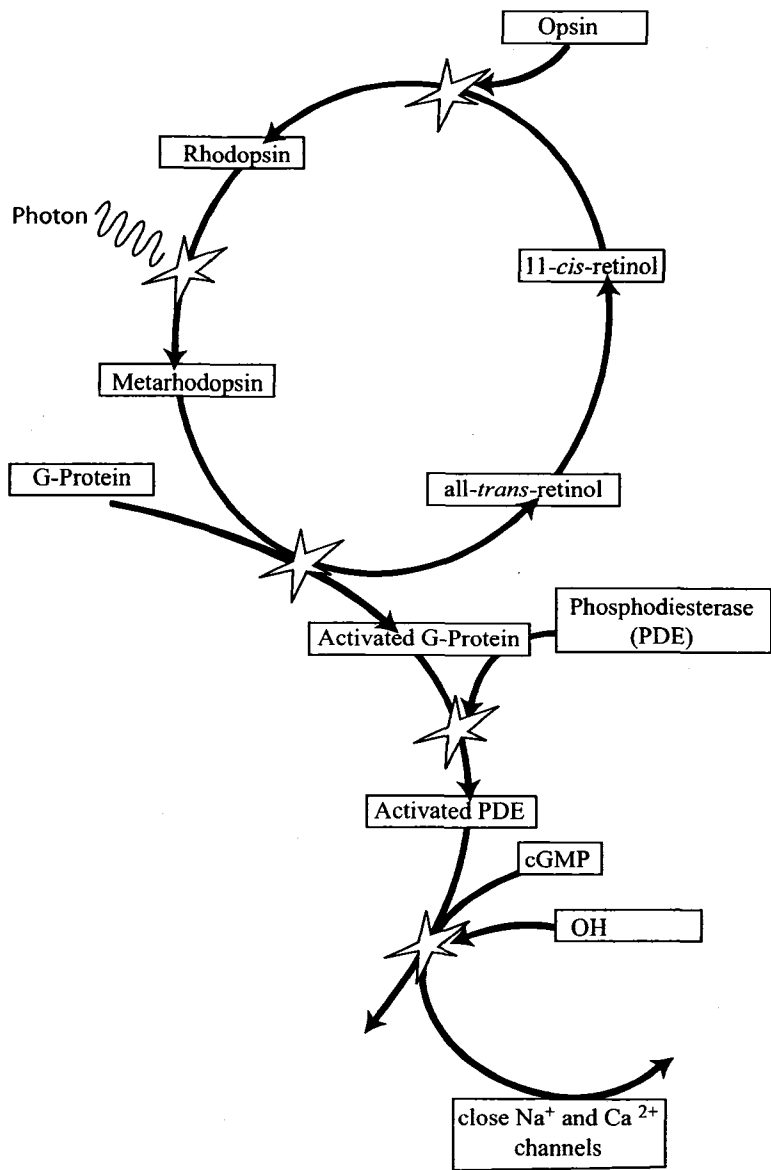 Opsin
Rhodopsin
Photon
11-cis-retinol
Metarhodopsin
G-Protein
all-trans-retinol
Phosphodiesterase
(PDE)
Activated G-Protein
Activated PDE
cGMP
OH
close Na⁺ and Ca ²⁺
channels